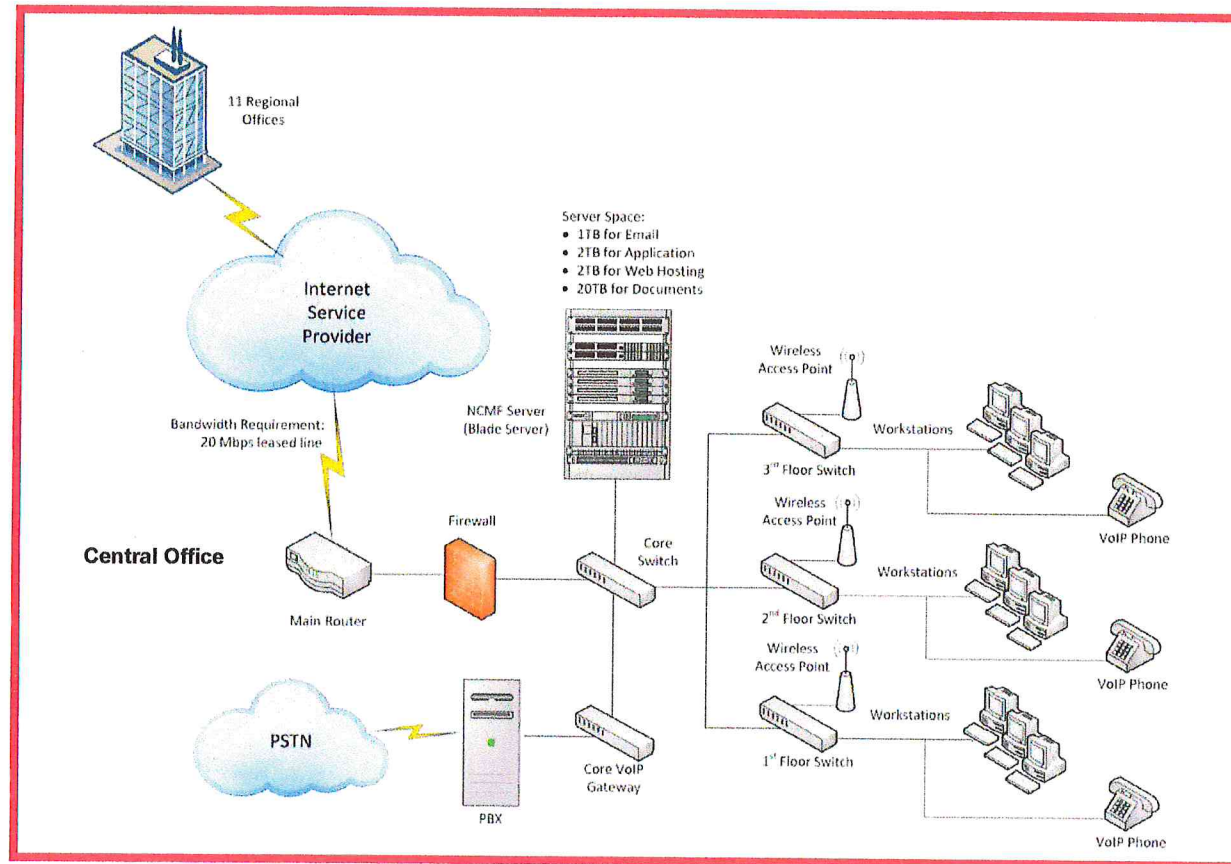 11 Regional
Offices
Internet
Service
Provider
Server Space:
• 1TB for Email
• 2TB for Application
• 2TB for Web Hosting
• 20TB for Documents
NCMF Server
(Blade Server)
Bandwidth Requirement:
20 Mbps leased line
Central Office
Main Router
Firewall
Core
Switch
PSTN
PBX
Core VoIP
Gateway
Wireless
Access Point
3rd Floor Switch
Workstations
VoIP Phone
Wireless
Access Point
2nd Floor Switch
Workstations
VoIP Phone
Wireless
Access Point
1st Floor Switch
Workstations
VoIP Phone